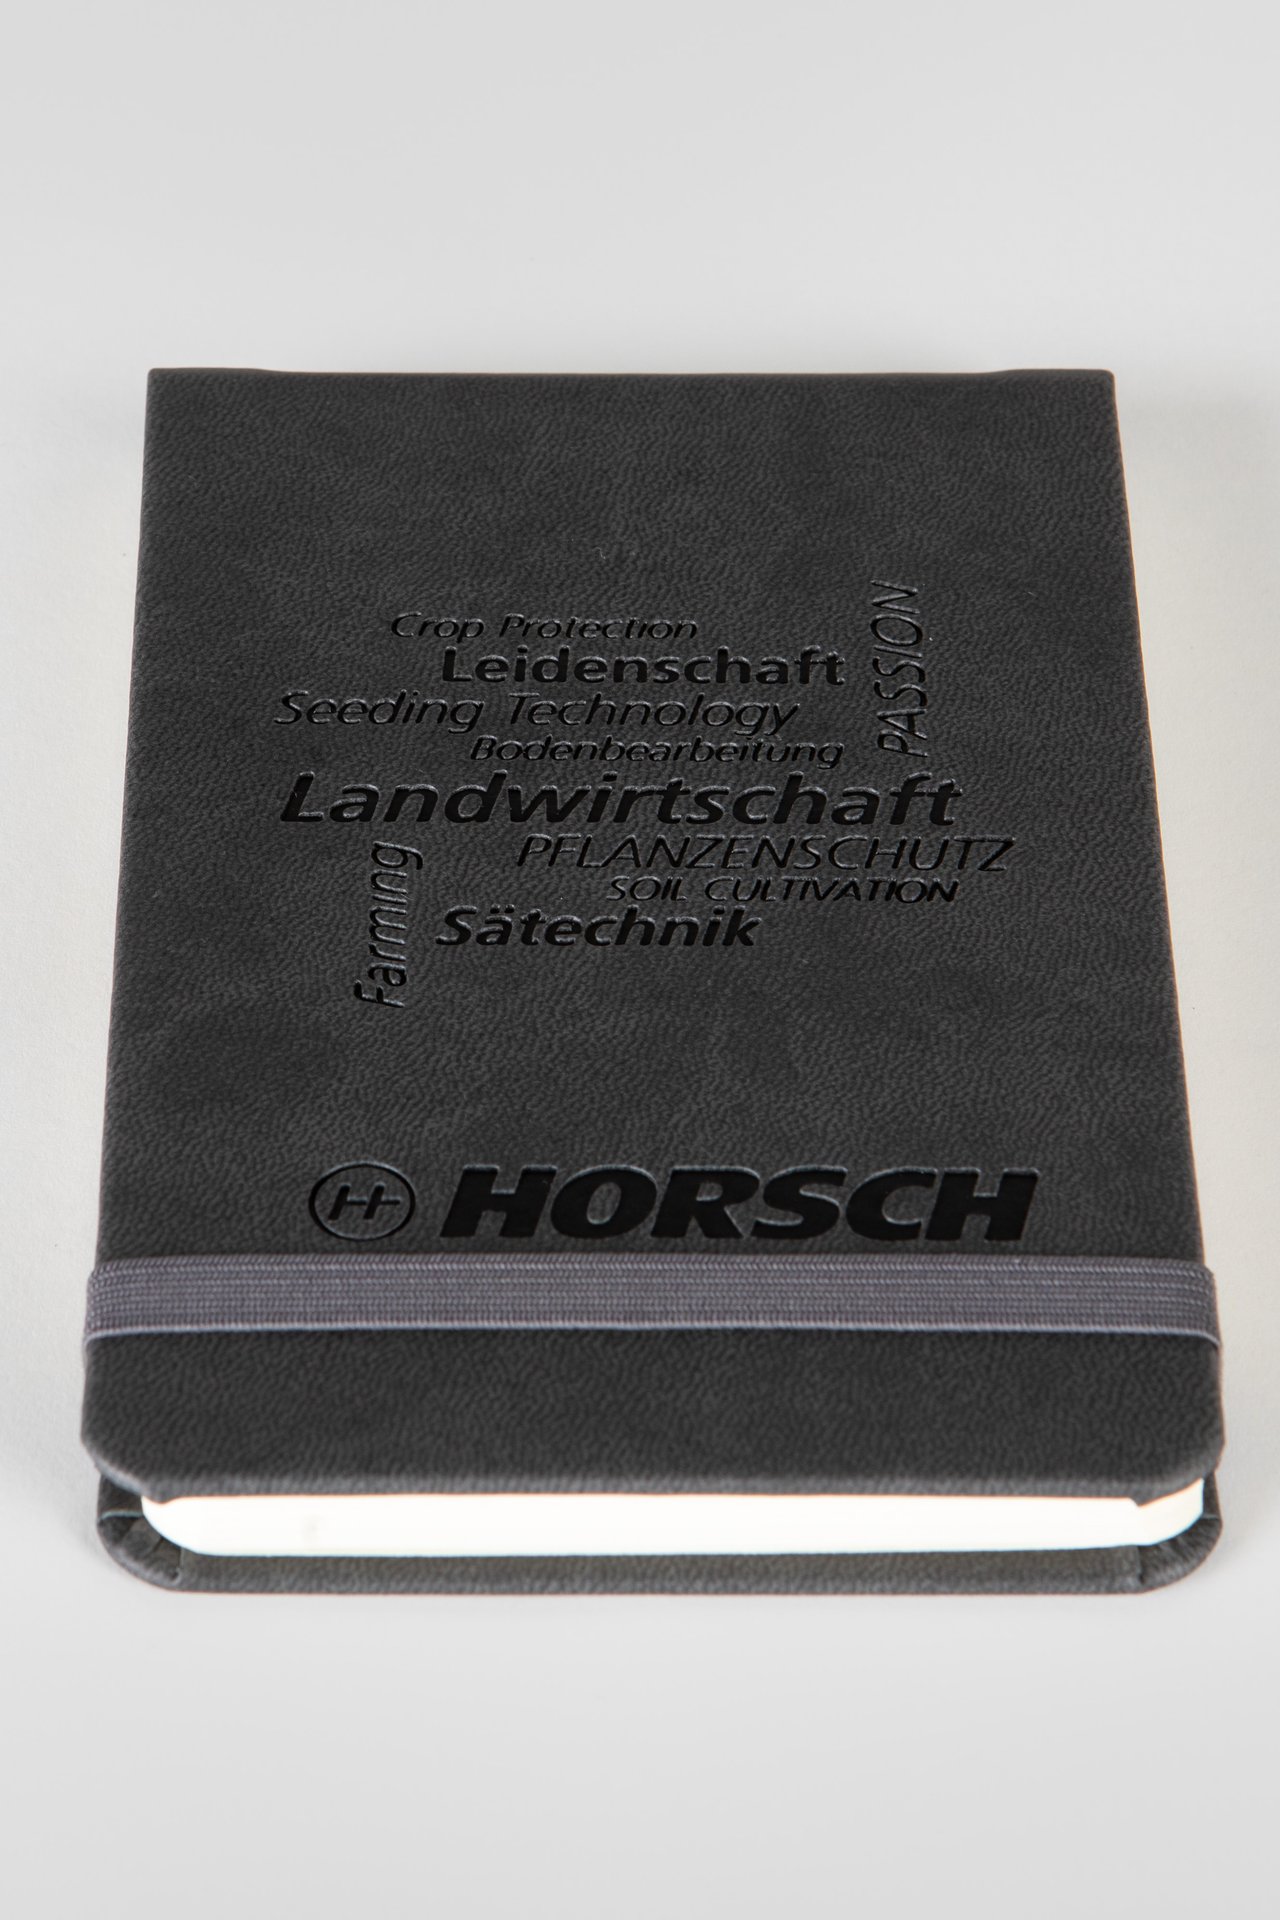 Crop Protection
Leidenschaft
PASSION
Seeding Technology
Bodenbearbeitung
Landwirtschaft
PFLANZENSCHUTZ
SOIL CULTIVATION
Farming
Sätechnik
H HORSCH